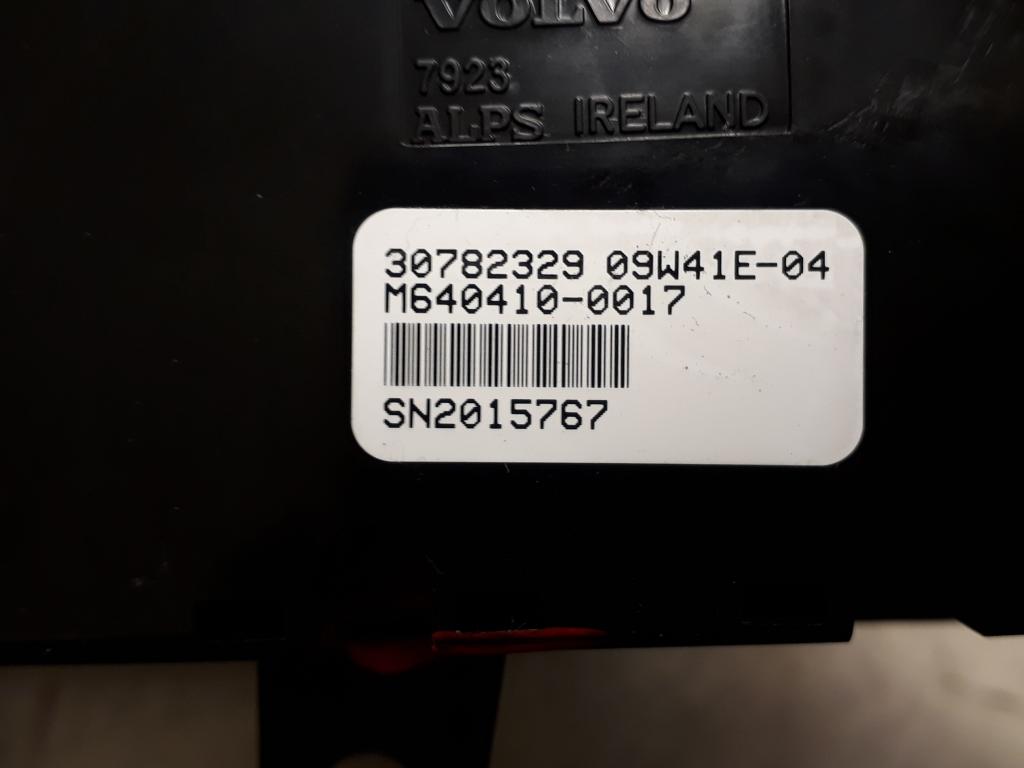 VOLVO
7923
ALPS IRELAND
30782329 09W41E-04
M640410-0017
SN2015767